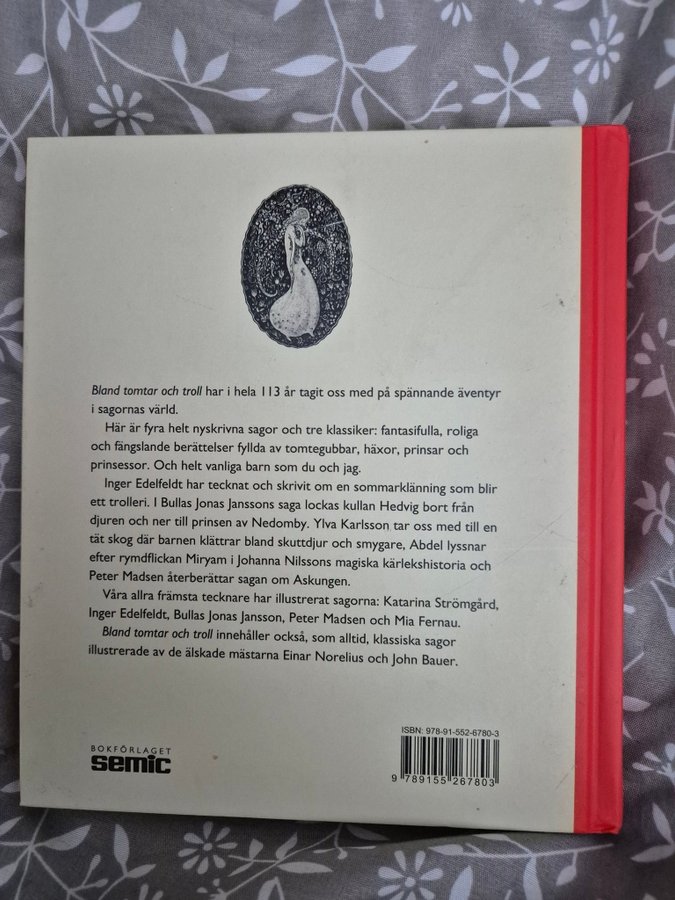 Bland tomtar och troll har i hela 113 år tagit oss med på spännande äventyr
i sagornas värld.
Här är fyra helt nyskrivna sagor och tre klassiker: fantasifulla, roliga
och fängslande berättelser fyllda av tomtegubbar, häxor, prinsar och
prinsessor. Och helt vanliga barn som du och jag.
Inger Edelfeldt har tecknat och skrivit om en sommarklänning som blir
ett trolleri. I Bullas Jonas Janssons saga lockas kullan Hedvig bort från
djuren och ner till prinsen av Nedomby. Ylva Karlsson tar oss med till en
tät skog där barnen klättrar bland skuttdjur och smygare, Abdel lyssnar
efter rymdflickan Miryam i Johanna Nilssons magiska kärlekshistoria och
Peter Madsen återberättar sagan om Askungen.
Våra allra främsta tecknare har illustrerat sagorna: Katarina Strömgård,
Inger Edelfeldt, Bullas Jonas Jansson, Peter Madsen och Mia Fernau.
Bland tomtar och troll innehåller också, som alltid, klassiska sagor
illustrerade av de älskade mästarna Einar Norelius och John Bauer.
BOKFÖRLAGET
semic
ISBN: 978-91-552-6780-3
9 789155 267803